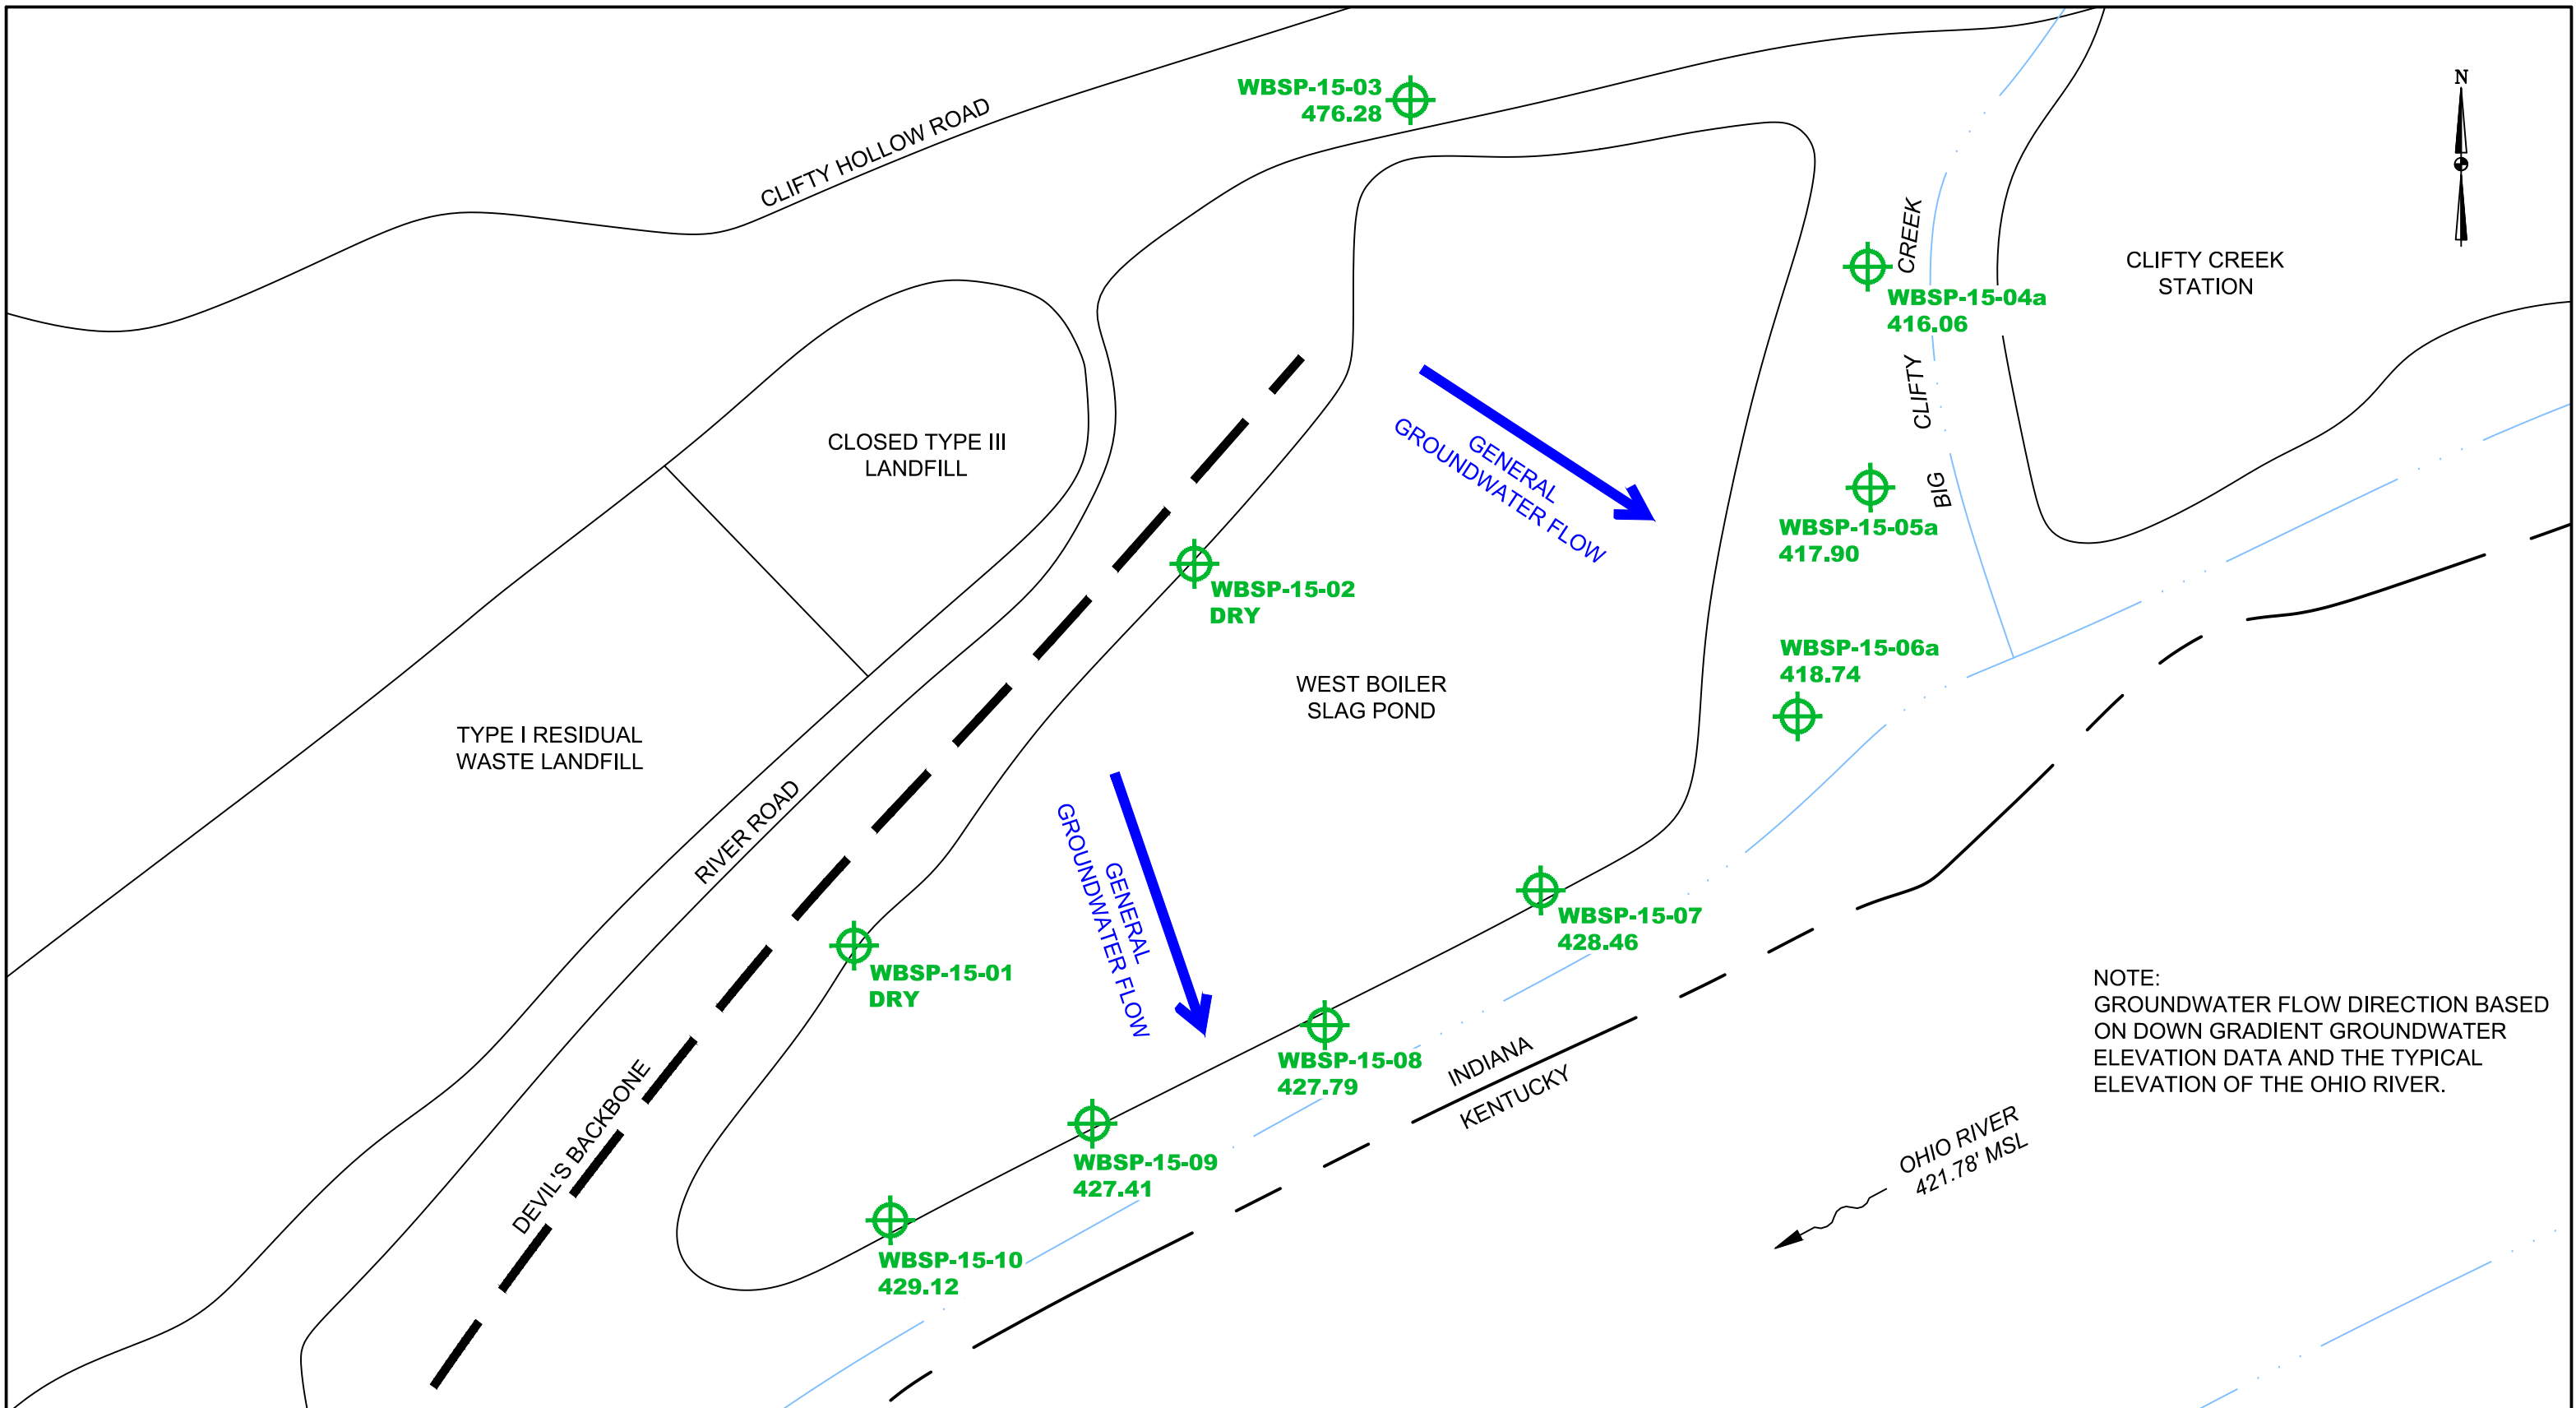 WBSP-15-03
476.28
N
CLIFTY HOLLOW ROAD
BIG CLIFTY CREEK
CLIFTY CREEK
STATION
WBSP-15-04a
416.06
CLOSED TYPE III
LANDFILL
GENERAL
GROUNDWATER FLOW
WBSP-15-05a
417.90
WBSP-15-02
DRY
WBSP-15-06a
418.74
WEST BOILER
SLAG POND
TYPE I RESIDUAL
WASTE LANDFILL
RIVER ROAD
GENERAL
GROUNDWATER FLOW
WBSP-15-07
428.46
WBSP-15-01
DRY
NOTE:
GROUNDWATER FLOW DIRECTION BASED
ON DOWN GRADIENT GROUNDWATER
ELEVATION DATA AND THE TYPICAL
ELEVATION OF THE OHIO RIVER.
WBSP-15-08
427.79
INDIANA
KENTUCKY
DEVIL'S BACKBONE
WBSP-15-09
427.41
OHIO RIVER
421.78' MSL
WBSP-15-10
429.12